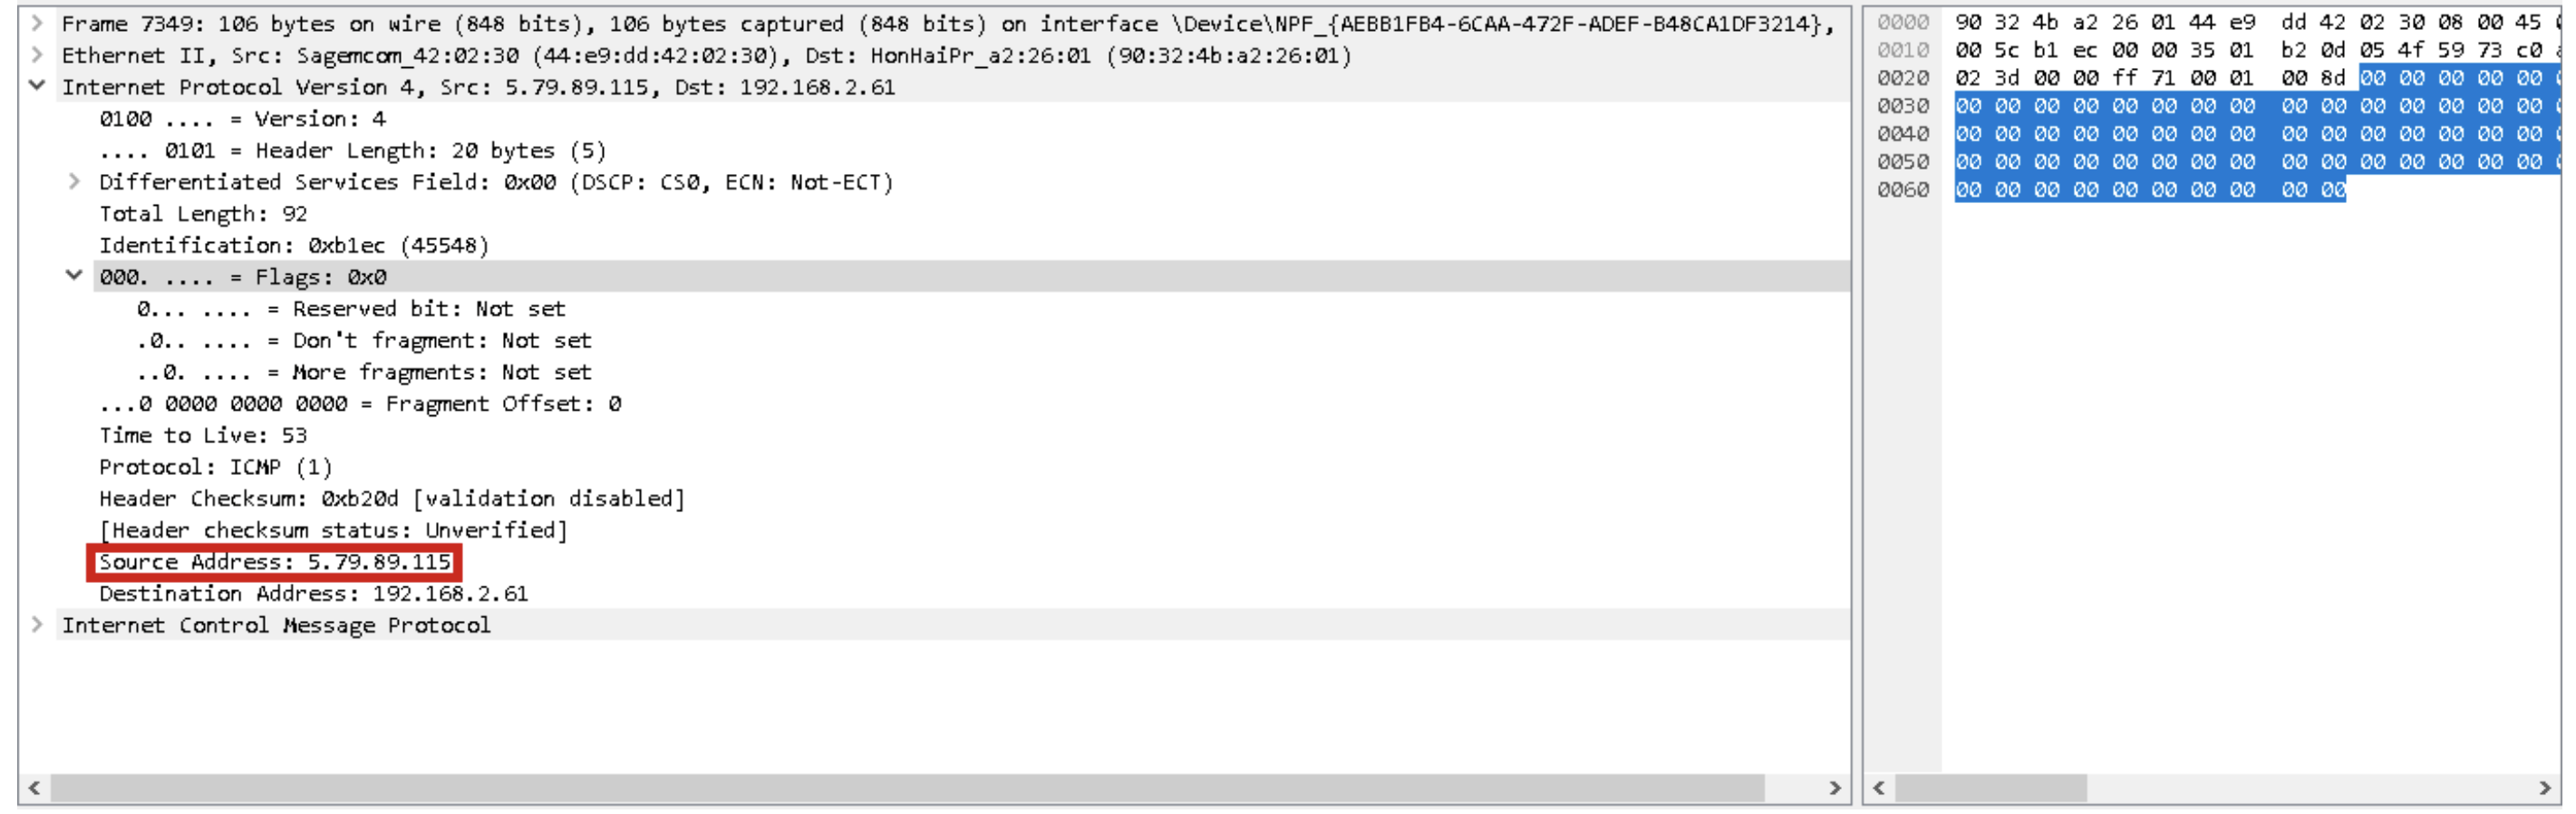 Frame 7349: 106 bytes on wire (848 bits), 106 bytes captured (848 bits) on interface \Device\NPF_{AEBB1FB4-6CAA-472F-ADEF-B48CA1DF3214},
Ethernet II, Src: Sagemcom_42:02:30 (44:e9:dd:42:02:30), Dst: HonHaiPr_a2:26:01 (90:32:4b:a2:26:01)
Internet Protocol Version 4, Src: 5.79.89.115, Dst: 192.168.2.61
0100 .... = Version: 4
.... 0101 = Header Length: 20 bytes (5)
Differentiated Services Field: 0x00 (DSCP: CS0, ECN: Not-ECT)
Total Length: 92
Identification: 0xb1ec (45548)
000. .... = Flags: 0x0
0... .... = Reserved bit: Not set
.0.. .... = Don't fragment: Not set
..0. .... = More fragments: Not set
...0 0000 0000 0000 = Fragment Offset: 0
Time to Live: 53
Protocol: ICMP (1)
Header Checksum: 0xb20d [validation disabled]
[Header checksum status: Unverified]
Source Address: 5.79.89.115
Destination Address: 192.168.2.61
Internet Control Message Protocol
0000 90 32 4b a2 26 01 44 e9 dd 42 02 30 08 00 45
0010 00 5c b1 ec 00 00 35 01 b2 0d 05 4f 59 73 c0
0020 02 3d 00 00 ff 71 00 01 00 8d 00 00 00 00 00
0030 00 00 00 00 00 00 00 00 00 00 00 00 00 00 00
0040 00 00 00 00 00 00 00 00 00 00 00 00 00 00 00
0050 00 00 00 00 00 00 00 00 00 00 00 00 00 00 00
0060 00 00 00 00 00 00 00 00 00 00